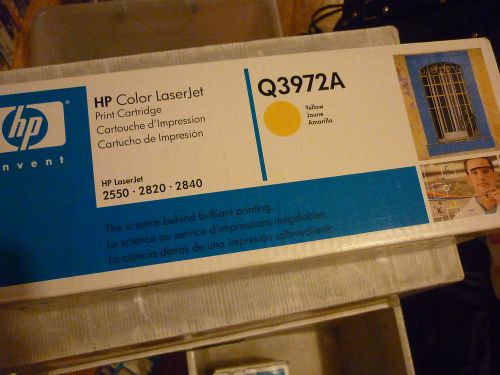 hp
invent
HP Color LaserJet
Print Cartridge
Cartouche d'Impression
Cartucho de Impresión
HP LaserJet
2550 · 2820 · 2840
Q3972A
Yellow
Jaune
Amarillo
The science behind brilliant printing.
La science au service d'impressions inégalables.
La ciencia detrás de una impresión sobresaliente